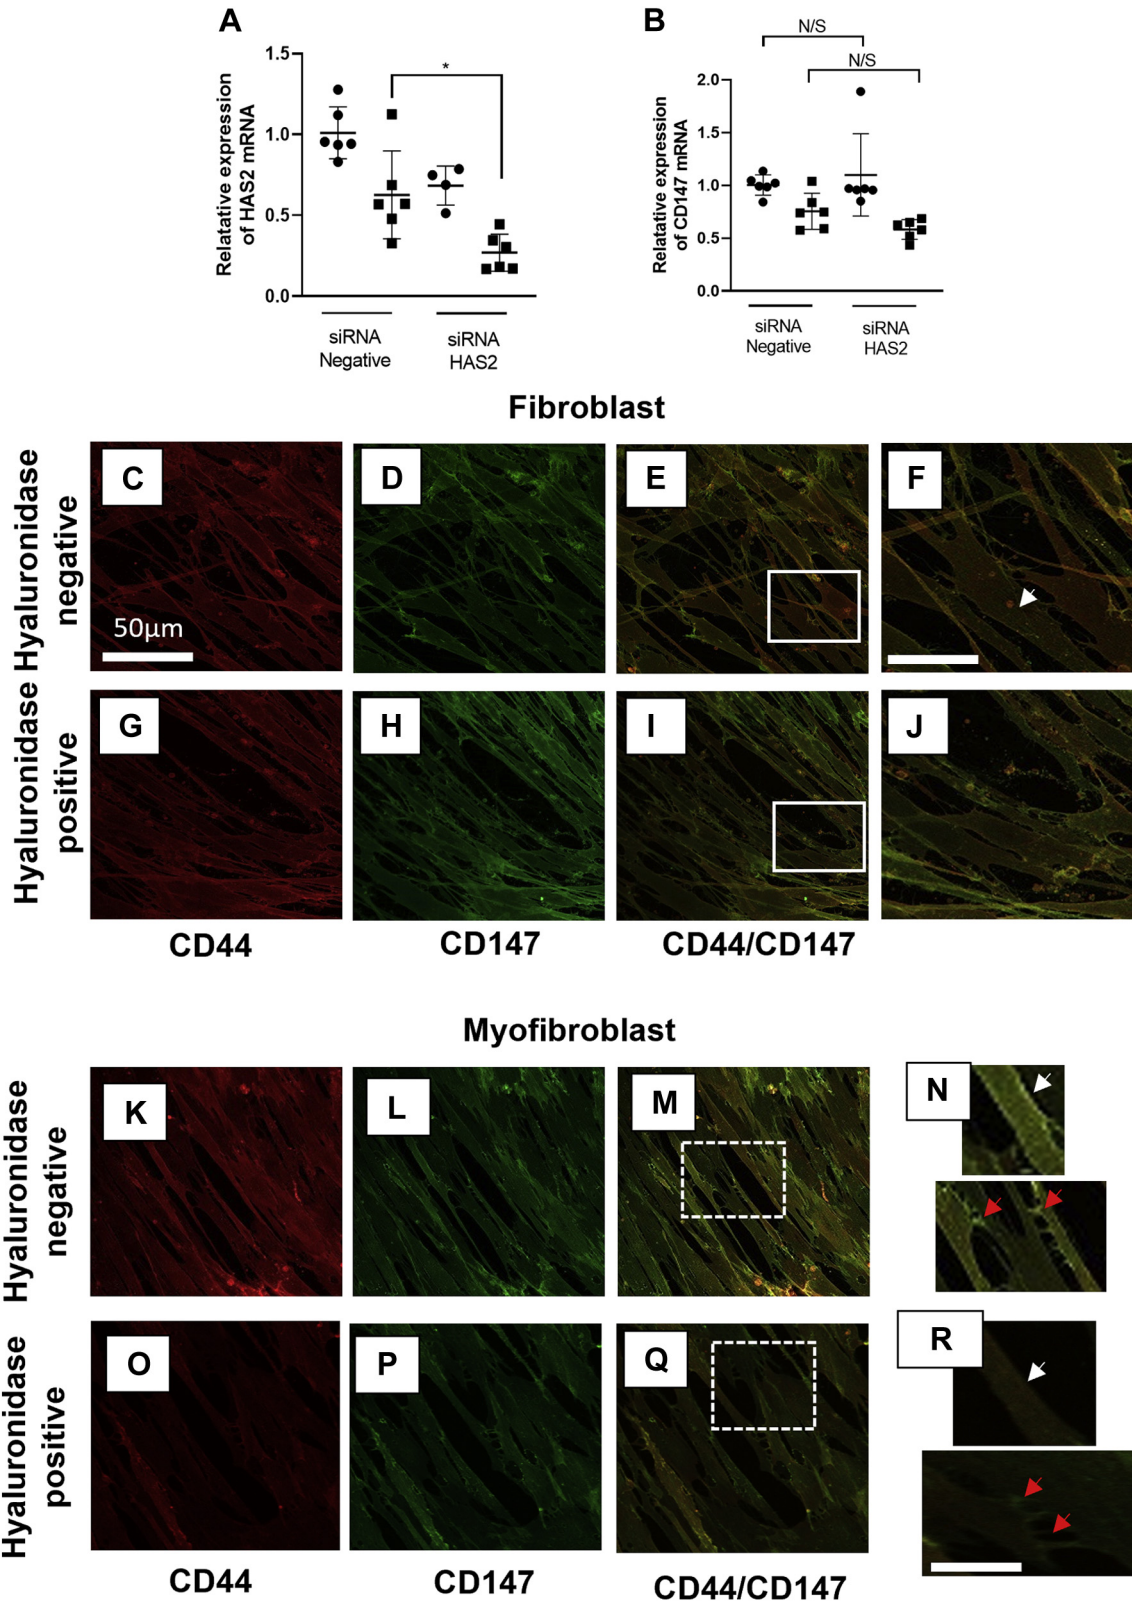 A
Relatative expression
of HAS2 mRNA
1.5
1.0
0.5
0.0
*
siRNA
Negative
siRNA
HAS2
B
Relatative expression
of CD147 mRNA
2.0
1.5
1.0
0.5
0.0
N/S
N/S
siRNA
Negative
siRNA
HAS2
Fibroblast
Hyaluronidase
negative
C
50µm
D
E
F
Hyaluronidase
positive
G
H
I
J
CD44
CD147
CD44/CD147
Myofibroblast
Hyaluronidase
negative
K
L
M
N
Hyaluronidase
positive
O
P
Q
R
CD44
CD147
CD44/CD147